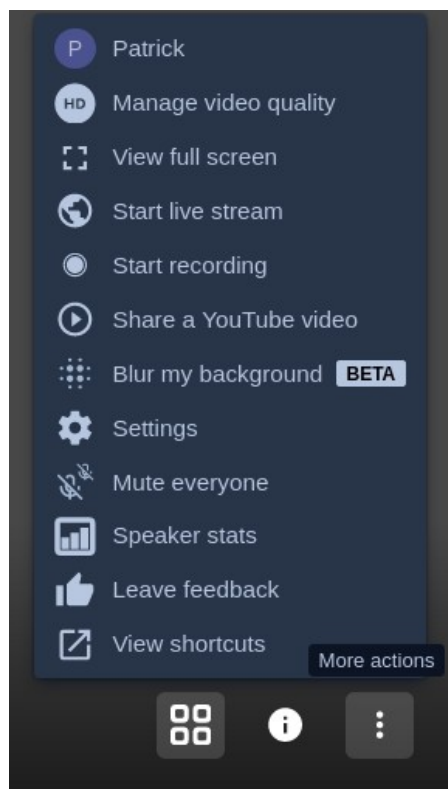 P Patrick
HD Manage video quality
View full screen
Start live stream
Start recording
Share a YouTube video
Blur my background BETA
Settings
Mute everyone
Speaker stats
Leave feedback
View shortcuts
More actions